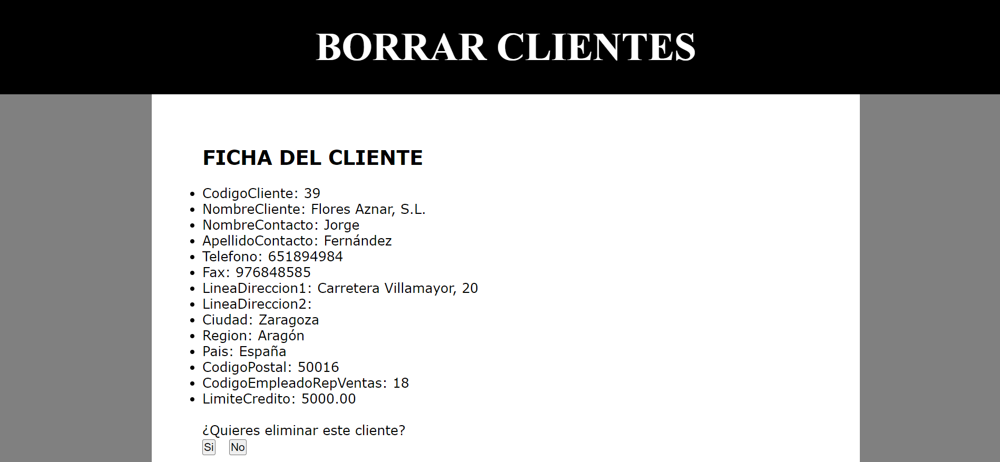 BORRAR CLIENTES
FICHA DEL CLIENTE
CodigoCliente: 39
NombreCliente: Flores Aznar, S.L.
NombreContacto: Jorge
ApellidoContacto: Fernández
Telefono: 651894984
Fax: 976848585
LineaDireccion1: Carretera Villamayor, 20
LineaDireccion2:
Ciudad: Zaragoza
Region: Aragón
Pais: España
CodigoPostal: 50016
CodigoEmpleadoRepVentas: 18
LimiteCredito: 5000.00
¿Quieres eliminar este cliente?
Si No